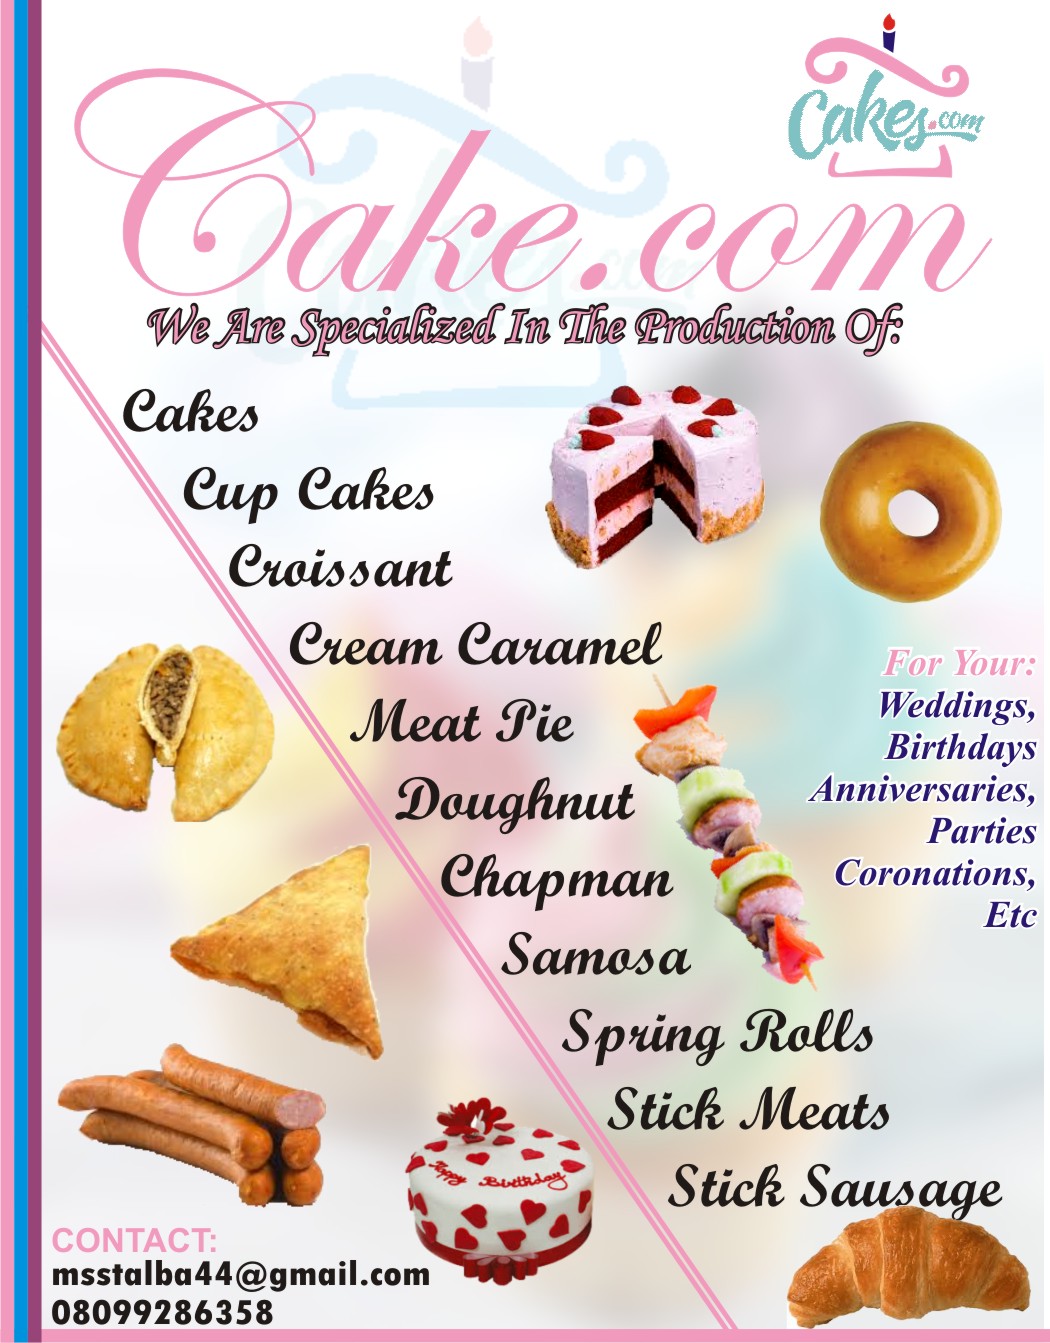 Cakes.com
Cake.com
We Are Specialized In The Production Of:
Cakes
Cup Cakes
Croissant
Cream Caramel
Meat Pie
Doughnut
Chapman
Samosa
Spring Rolls
Stick Meats
Stick Sausage
For Your:
Weddings,
Birthdays
Anniversaries,
Parties
Coronations,
Etc
Happy Birthday
CONTACT:
msstalba44@gmail.com
08099286358